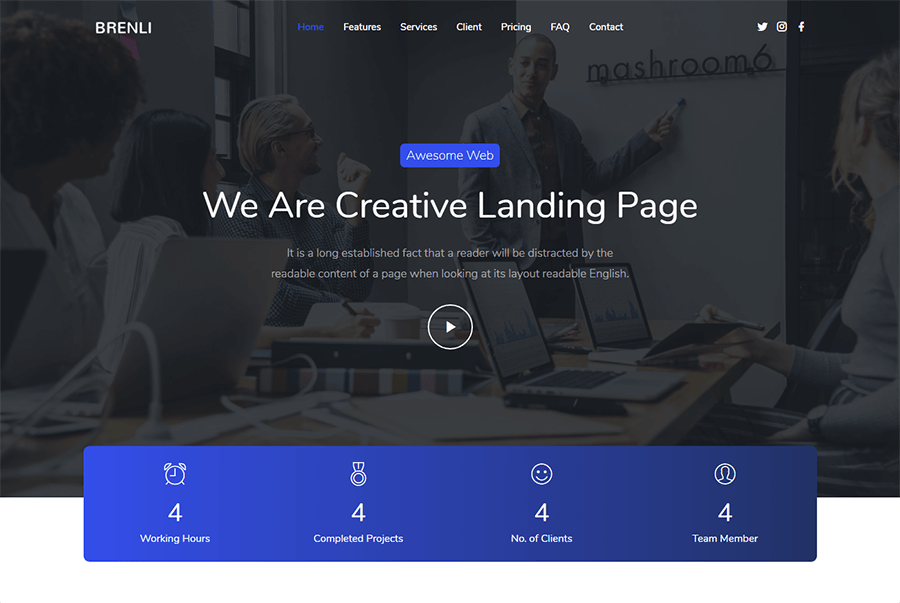 BRENLI
Home Features Services Client Pricing FAQ Contact
mashroom6
Awesome Web
We Are Creative Landing Page
It is a long established fact that a reader will be distracted by the
readable content of a page when looking at its layout readable English.
4 4 4 4
Working Hours Completed Projects No. of Clients Team Member